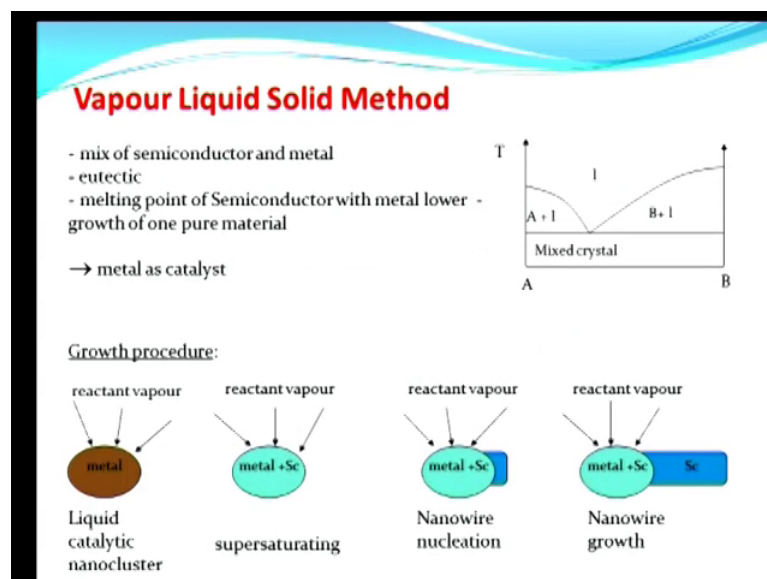 Vapour Liquid Solid Method
- mix of semiconductor and metal
- eutectic
- melting point of Semiconductor with metal lower -
growth of one pure material
→ metal as catalyst
T
l
A + l
B+ l
Mixed crystal
A
B
Growth procedure:
reactant vapour
reactant vapour
reactant vapour
reactant vapour
metal
metal +Sc
metal +Sc
metal +Sc
Sc
Liquid
catalytic
nanocluster
supersaturating
Nanowire
nucleation
Nanowire
growth